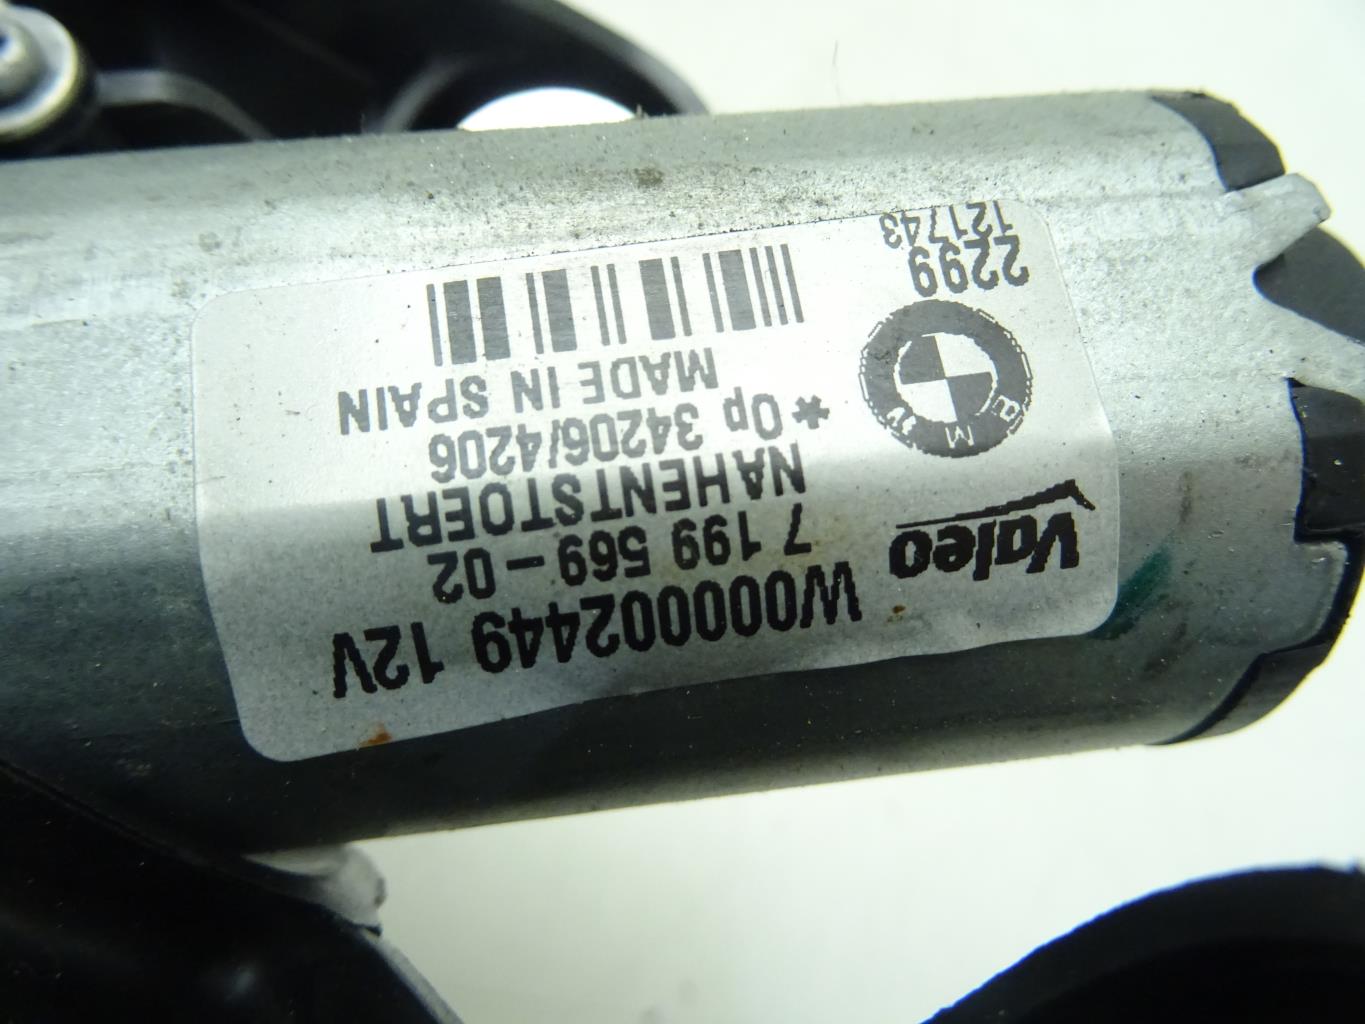 Valeo
W000002449 12V
7 199 569-02
NAHENTSTOERT
* Op 34206/4206
MADE IN SPAIN
BMW
2299
121743